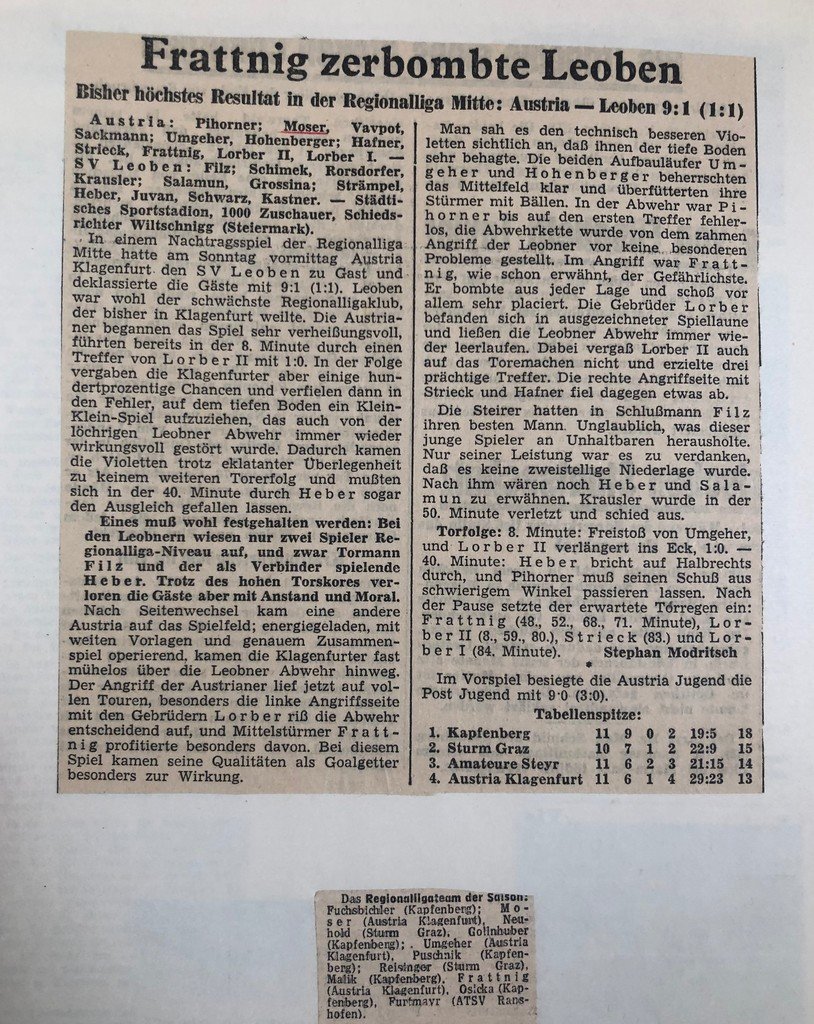 Frattnig zerbombte Leoben
Bisher höchstes Resultat in der Regionalliga Mitte: Austria — Leoben 9:1 (1:1)
Austria: Pihorner; Moser, Vavpot,
Sackmann; Umgeher, Hohenberger; Hafner,
Strieck, Frattnig, Lorber II, Lorber I. —
SV Leoben: Filz; Schimek, Rorsdorfer,
Krausler; Salamun, Grossina; Strämpel,
Heber, Juvan, Schwarz, Kastner. — Städti-
sches Sportstadion, 1000 Zuschauer, Schieds-
richter Wiltschnigg (Steiermark).
In einem Nachtragsspiel der Regionalliga
Mitte hatte am Sonntag vormittag Austria
Klagenfurt den SV Leoben zu Gast und
deklassierte die Gäste mit 9:1 (1:1). Leoben
war wohl der schwächste Regionalligaklub,
der bisher in Klagenfurt weilte. Die Austria-
ner begannen das Spiel sehr verheißungsvoll,
führten bereits in der 8. Minute durch einen
Treffer von Lorber II mit 1:0. In der Folge
vergaben die Klagenfurter aber einige hun-
dertprozentige Chancen und verfielen dann in
den Fehler, auf dem tiefen Boden ein Klein-
Klein-Spiel aufzuziehen, das auch von der
löchrigen Leobner Abwehr immer wieder
wirkungsvoll gestört wurde. Dadurch kamen
die Violetten trotz eklatanter Überlegenheit
zu keinem weiteren Torerfolg und mußten
sich in der 40. Minute durch Heber sogar
den Ausgleich gefallen lassen.
Eines muß wohl festgehalten werden: Bei
den Leobnern wiesen nur zwei Spieler Re-
gionalliga-Niveau auf, und zwar Tormann
Filz und der als Verbinder spielende
Heber. Trotz des hohen Torskores ver-
loren die Gäste aber mit Anstand und Moral.
Nach Seitenwechsel kam eine andere
Austria auf das Spielfeld; energiegeladen, mit
weiten Vorlagen und genauem Zusammen-
spiel operierend, kamen die Klagenfurter fast
mühelos über die Leobner Abwehr hinweg.
Der Angriff der Austrianer lief jetzt auf vol-
len Touren, besonders die linke Angriffsseite
mit den Gebrüdern Lorber riß die Abwehr
entscheidend auf, und Mittelstürmer Fratt-
nig profitierte besonders davon. Bei diesem
Spiel kamen seine Qualitäten als Goalgetter
besonders zur Wirkung.
Man sah es den technisch besseren Vio-
letten sichtlich an, daß ihnen der tiefe Boden
sehr behagte. Die beiden Aufbauläufer Um-
geher und Hohenberger beherrschten
das Mittelfeld klar und überfütterten ihre
Stürmer mit Bällen. In der Abwehr war Pi-
horner bis auf den ersten Treffer fehler-
los, die Abwehrkette wurde von dem zahmen
Angriff der Leobner vor keine besonderen
Probleme gestellt. Im Angriff war Fratt-
nig, wie schon erwähnt, der Gefährlichste.
Er bombte aus jeder Lage und schoß vor
allem sehr placiert. Die Gebrüder Lorber
befanden sich in ausgezeichneter Spiellaune
und ließen die Leobner Abwehr immer wie-
der leerlaufen. Dabei vergaß Lorber II auch
auf das Toremachen nicht und erzielte drei
prächtige Treffer. Die rechte Angriffseite mit
Strieck und Hafner fiel dagegen etwas ab.
Die Steirer hatten in Schlußmann Filz
ihren besten Mann. Unglaublich, was dieser
junge Spieler an Unhaltbaren herausholte.
Nur seiner Leistung war es zu verdanken,
daß es keine zweistellige Niederlage wurde.
Nach ihm wären noch Heber und Sala-
mun zu erwähnen. Krausler wurde in der
50. Minute verletzt und schied aus.
Torfolge: 8. Minute: Freistoß von Umgeher,
und Lorber II verlängert ins Eck, 1:0. —
40. Minute: Heber bricht auf Halbrechts
durch, und Pihorner muß seinen Schuß aus
schwierigem Winkel passieren lassen. Nach
der Pause setzte der erwartete Torregen ein:
Frattnig (48., 52., 68., 71. Minute), Lor-
ber II (8., 59., 80.), Strieck (83.) und Lor-
ber I (84. Minute). Stephan Modritsch
*
Im Vorspiel besiegte die Austria Jugend die
Post Jugend mit 9:0 (3:0).
Tabellenspitze:
1. Kapfenberg 11 9 0 2 19:5 18
2. Sturm Graz 10 7 1 2 22:9 15
3. Amateure Steyr 11 6 2 3 21:15 14
4. Austria Klagenfurt 11 6 1 4 29:23 13
Das Regionalligateam der Saison:
Fuchsbichler (Kapfenberg); Mo-
ser (Austria Klagenfurt), Neu-
hold (Sturm Graz), Gollnhuber
(Kapfenberg); Umgeher (Austria
Klagenfurt), Puschnik (Kapfen-
berg); Reisinger (Sturm Graz),
Malik (Kapfenberg), Frattnig
(Austria Klagenfurt), Osicka (Kap-
fenberg), Furtmayr (ATSV Rans-
hofen).